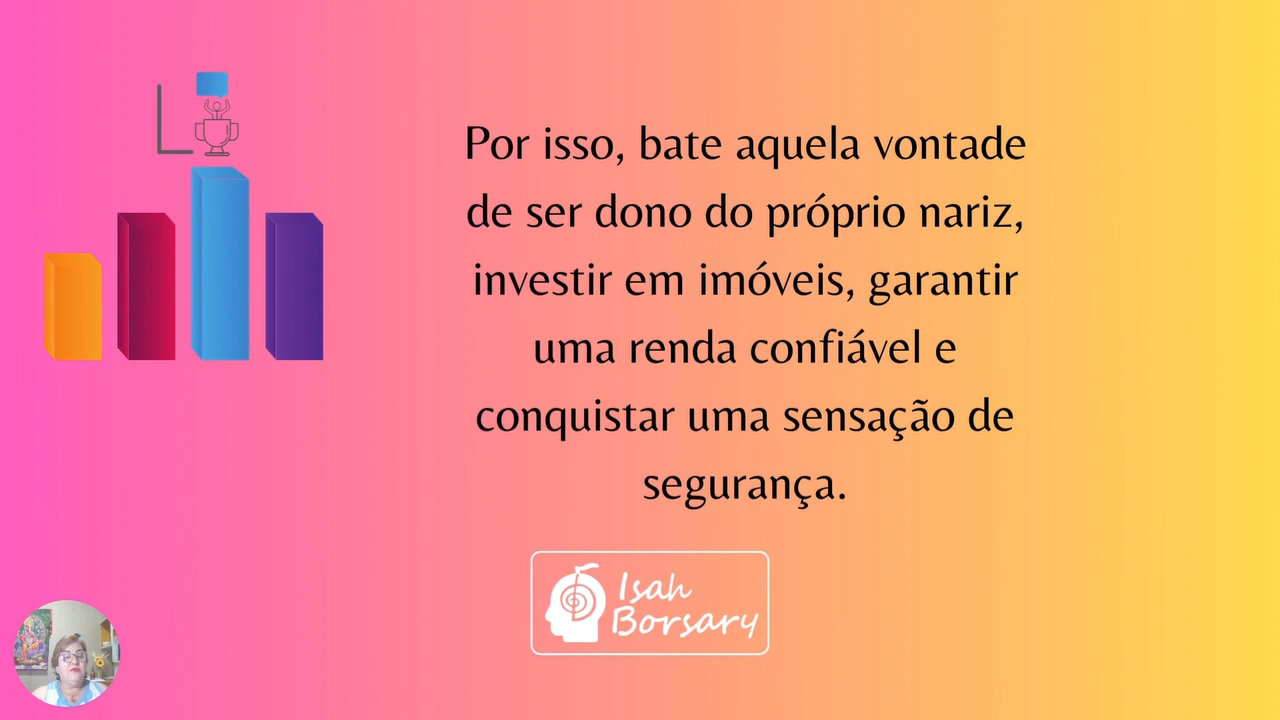 Por isso, bate aquela vontade
de ser dono do próprio nariz,
investir em imóveis, garantir
uma renda confiável e
conquistar uma sensação de
segurança.
Isah
Borsary